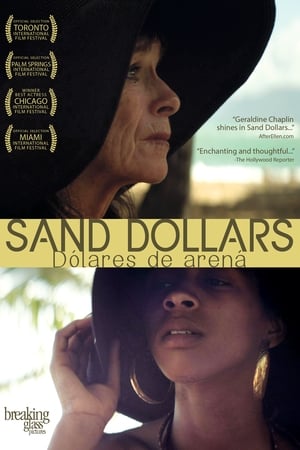 OFFICIAL SELECTION
TORONTO
INTERNATIONAL
FILM FESTIVAL
OFFICIAL SELECTION
PALM SPRINGS
INTERNATIONAL
FILM FESTIVAL
WINNER
BEST ACTRESS
CHICAGO
INTERNATIONAL
FILM FESTIVAL
OFFICIAL SELECTION
MIAMI
INTERNATIONAL
FILM FESTIVAL
"Geraldine Chaplin
shines in Sand Dollars..."
AfterEllen.com
"Enchanting and thoughtful..."
-The Hollywood Reporter
SAND DOLLARS
Dólares de arena
breaking
glass
pictures